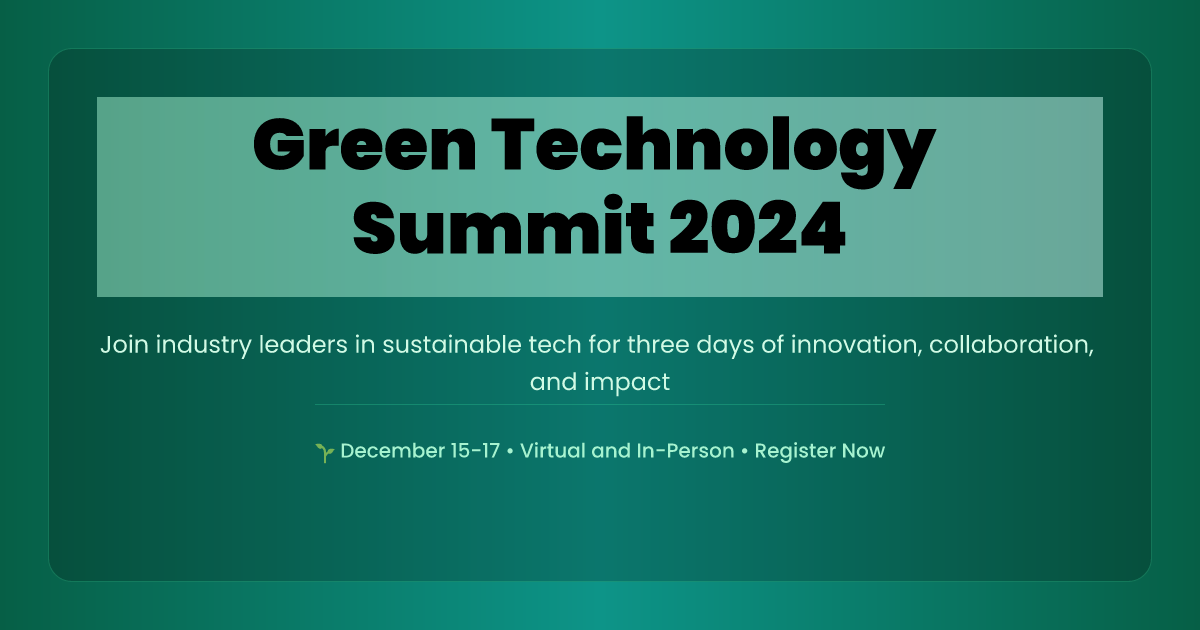 Green Technology
Summit 2024
Join industry leaders in sustainable tech for three days of innovation, collaboration,
and impact
🌱 December 15-17 • Virtual and In-Person • Register Now